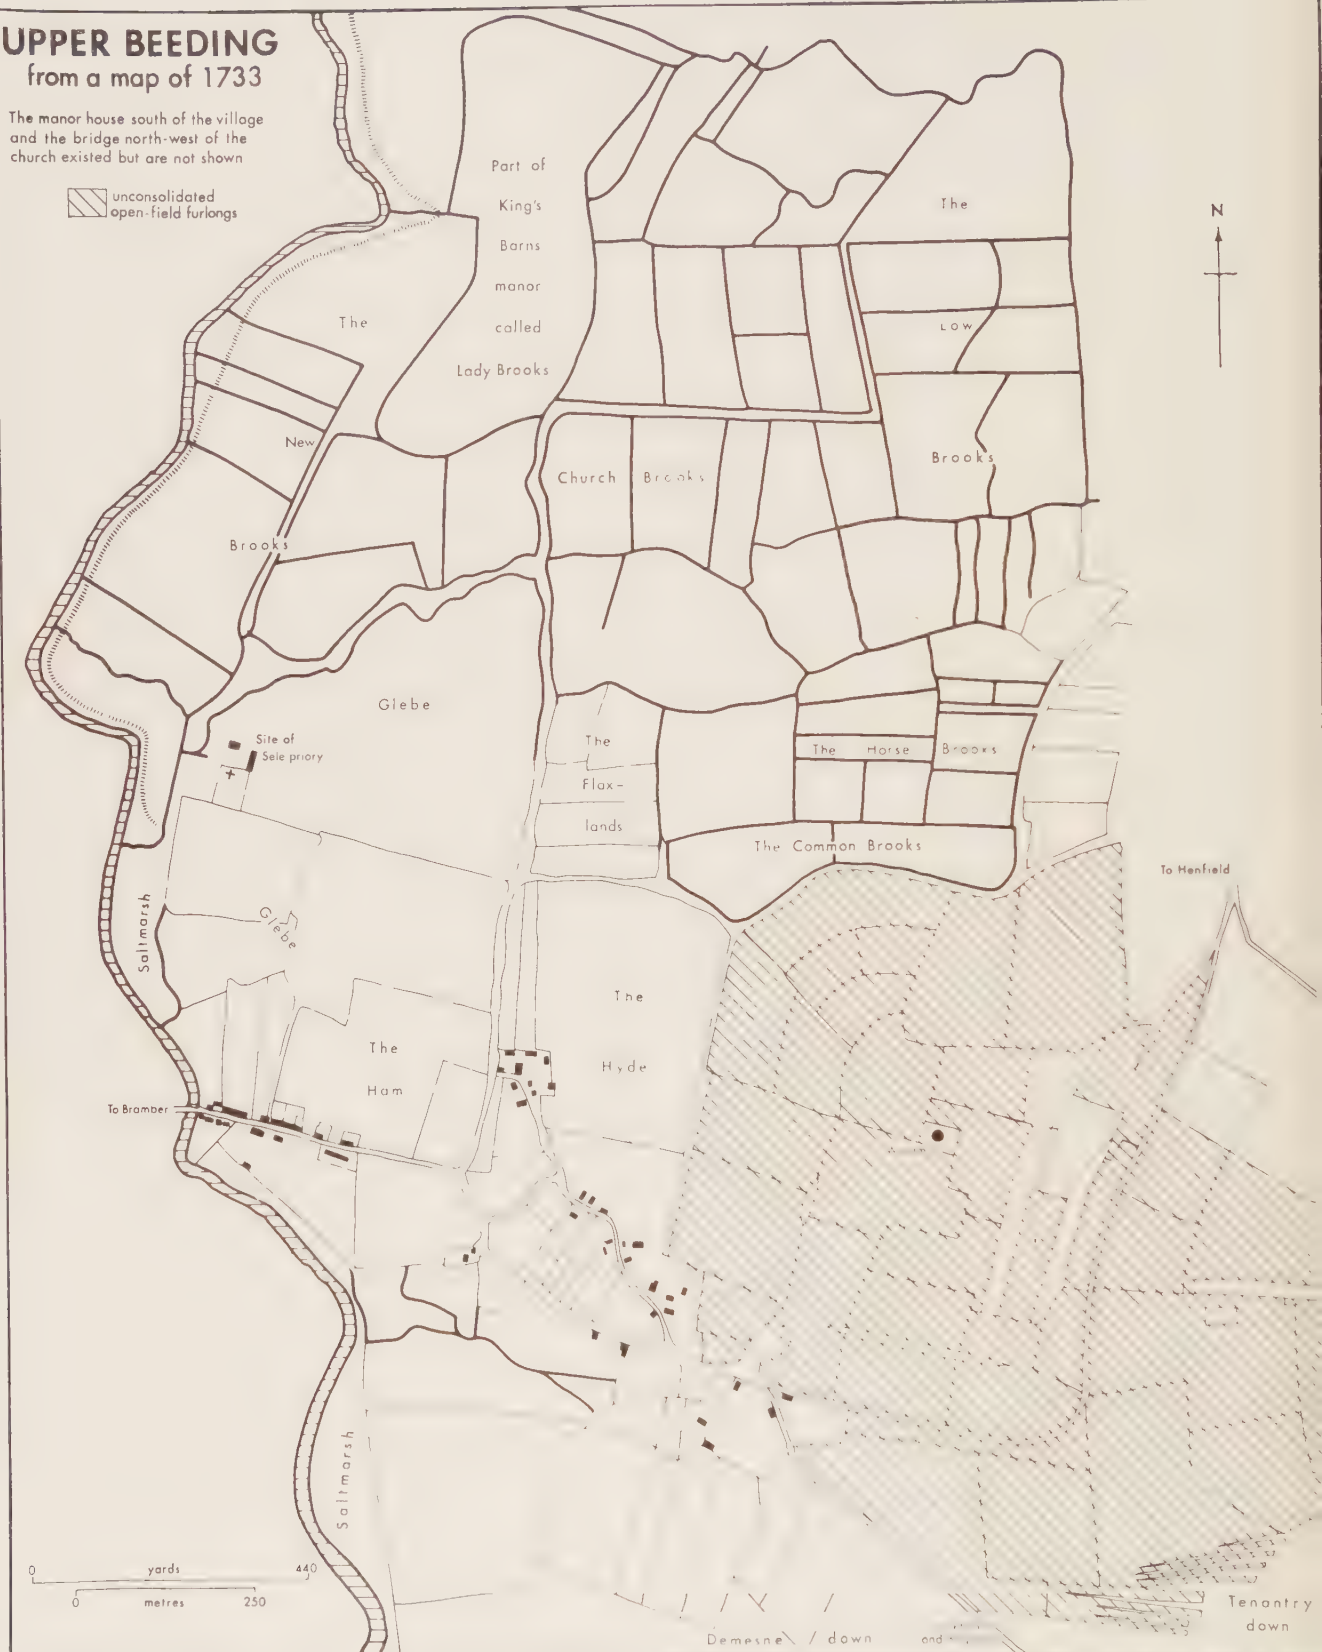 UPPER BEEDING
from a map of 1733
The manor house south of the village
and the bridge north-west of the
church existed but are not shown
unconsolidated
open-field furlongs
N
Part of
King's
Barns
manor
called
Lady Brooks
The
Low
Brooks
The
New
Brooks
Church Brooks
Glebe
Site of
Sele priory
The
Flax-
lands
The Horse Brooks
The Common Brooks
To Henfield
Saltmarsh
Glebe
The
Ham
The
Hyde
To Bramber
Saltmarsh
0 yards 440
0 metres 250
Demesne down and
Tenantry
down